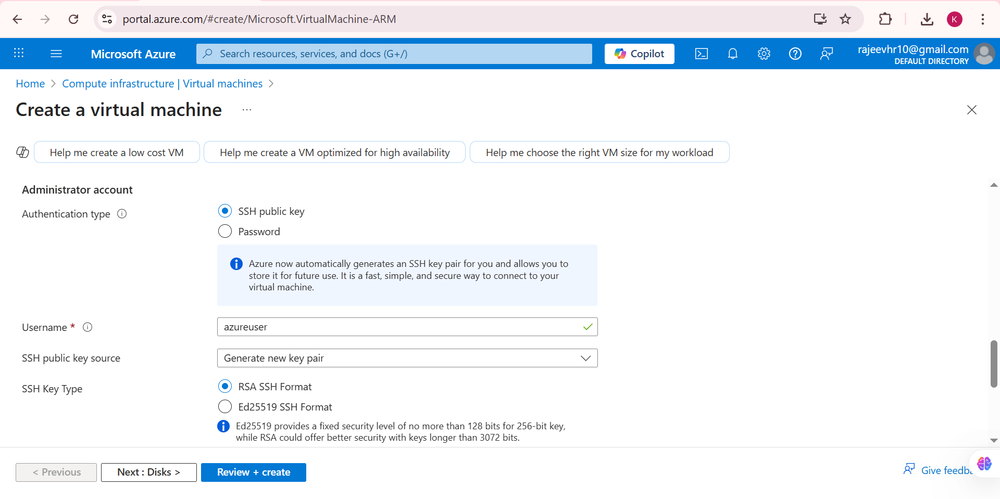 portal.azure.com/#create/Microsoft.VirtualMachine-ARM
K
Microsoft Azure
Search resources, services, and docs (G+/)
Copilot
rajeevhr10@gmail.com
DEFAULT DIRECTORY
Home > Compute infrastructure | Virtual machines >
Create a virtual machine ...
Help me create a low cost VM
Help me create a VM optimized for high availability
Help me choose the right VM size for my workload
Administrator account
Authentication type
SSH public key
Password
Azure now automatically generates an SSH key pair for you and allows you to
store it for future use. It is a fast, simple, and secure way to connect to your
virtual machine.
Username *
azureuser
SSH public key source
Generate new key pair
SSH Key Type
RSA SSH Format
Ed25519 SSH Format
Ed25519 provides a fixed security level of no more than 128 bits for 256-bit key,
while RSA could offer better security with keys longer than 3072 bits.
< Previous
Next : Disks >
Review + create
Give feedba